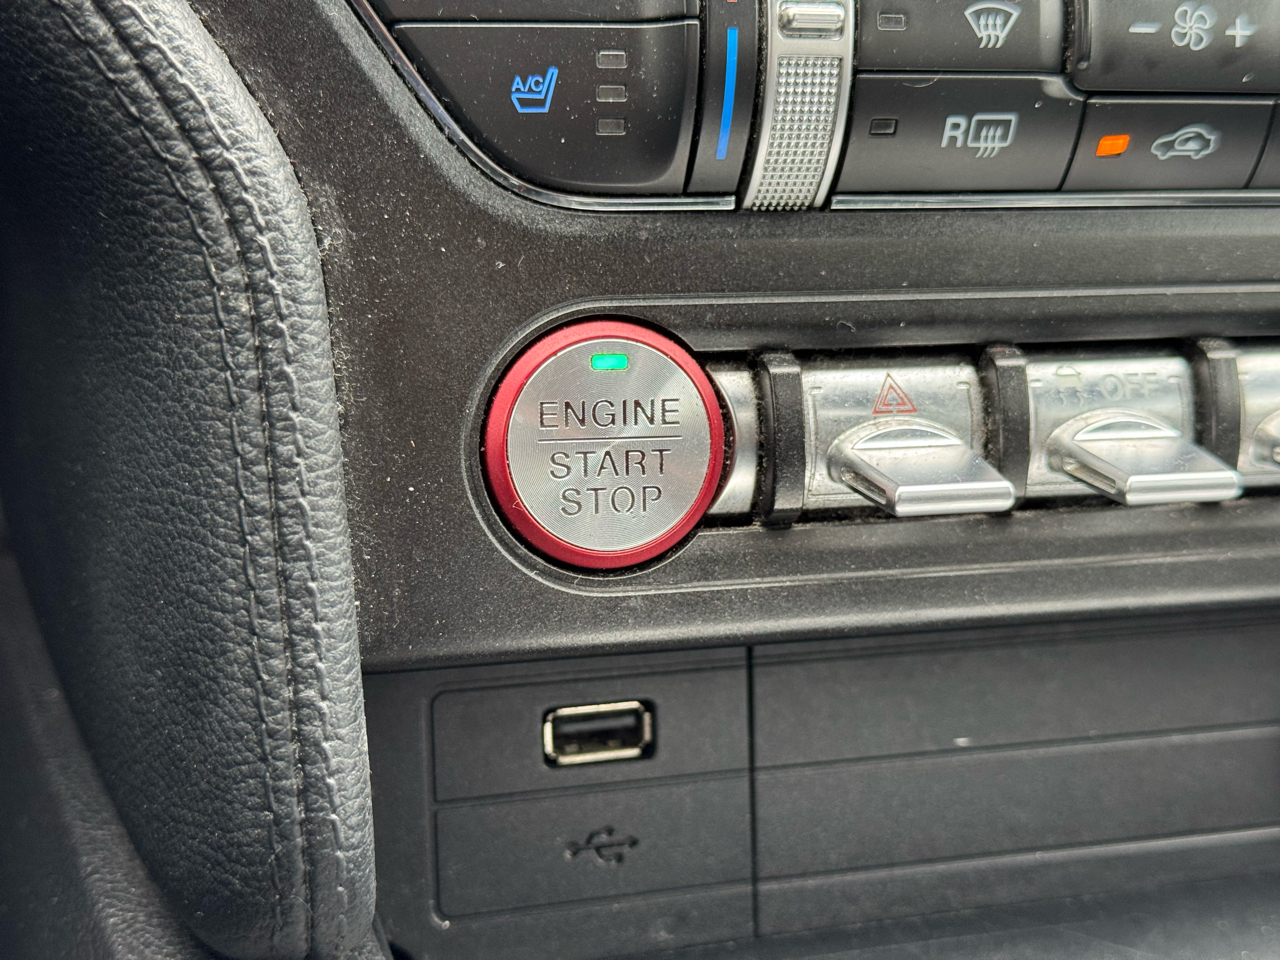 A/C
R
- +
ENGINE
START
STOP
OFF